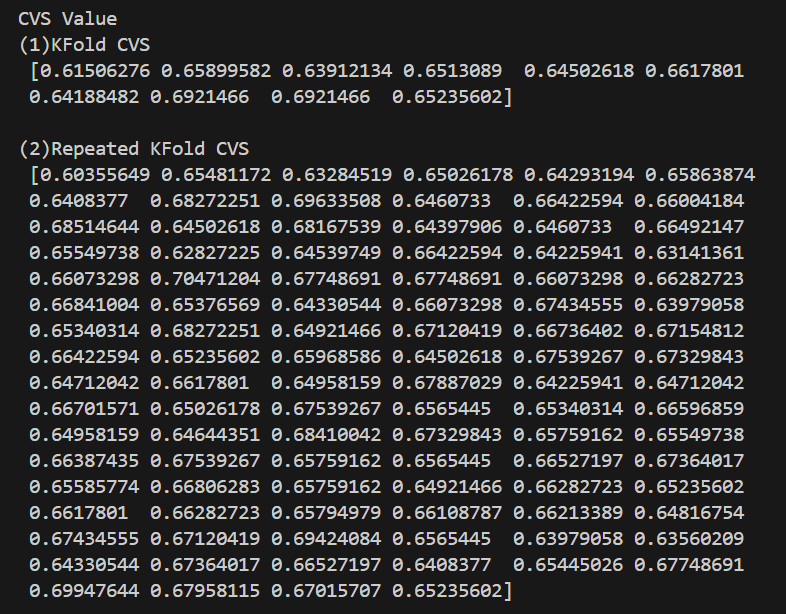 CVS Value
(1)KFold CVS
[0.61506276 0.65899582 0.63912134 0.6513089  0.64502618 0.6617801
0.64188482 0.6921466  0.6921466  0.65235602]
(2)Repeated KFold CVS
[0.60355649 0.65481172 0.63284519 0.65026178 0.64293194 0.65863874
0.6408377  0.68272251 0.69633508 0.6460733  0.66422594 0.66004184
0.68514644 0.64502618 0.68167539 0.64397906 0.6460733  0.66492147
0.65549738 0.62827225 0.64539749 0.66422594 0.64225941 0.63141361
0.66073298 0.70471204 0.67748691 0.67748691 0.66073298 0.66282723
0.66841004 0.65376569 0.64330544 0.66073298 0.67434555 0.63979058
0.65340314 0.68272251 0.64921466 0.67120419 0.66736402 0.67154812
0.66422594 0.65235602 0.65968586 0.64502618 0.67539267 0.67329843
0.64712042 0.6617801  0.64958159 0.67887029 0.64225941 0.64712042
0.66701571 0.65026178 0.67539267 0.6565445  0.65340314 0.66596859
0.64958159 0.64644351 0.68410042 0.67329843 0.65759162 0.65549738
0.66387435 0.67539267 0.65759162 0.6565445  0.66527197 0.67364017
0.65585774 0.66806283 0.65759162 0.64921466 0.66282723 0.65235602
0.6617801  0.66282723 0.65794979 0.66108787 0.66213389 0.64816754
0.67434555 0.67120419 0.69424084 0.6565445  0.63979058 0.63560209
0.64330544 0.67364017 0.66527197 0.6408377  0.65445026 0.67748691
0.69947644 0.67958115 0.67015707 0.65235602]